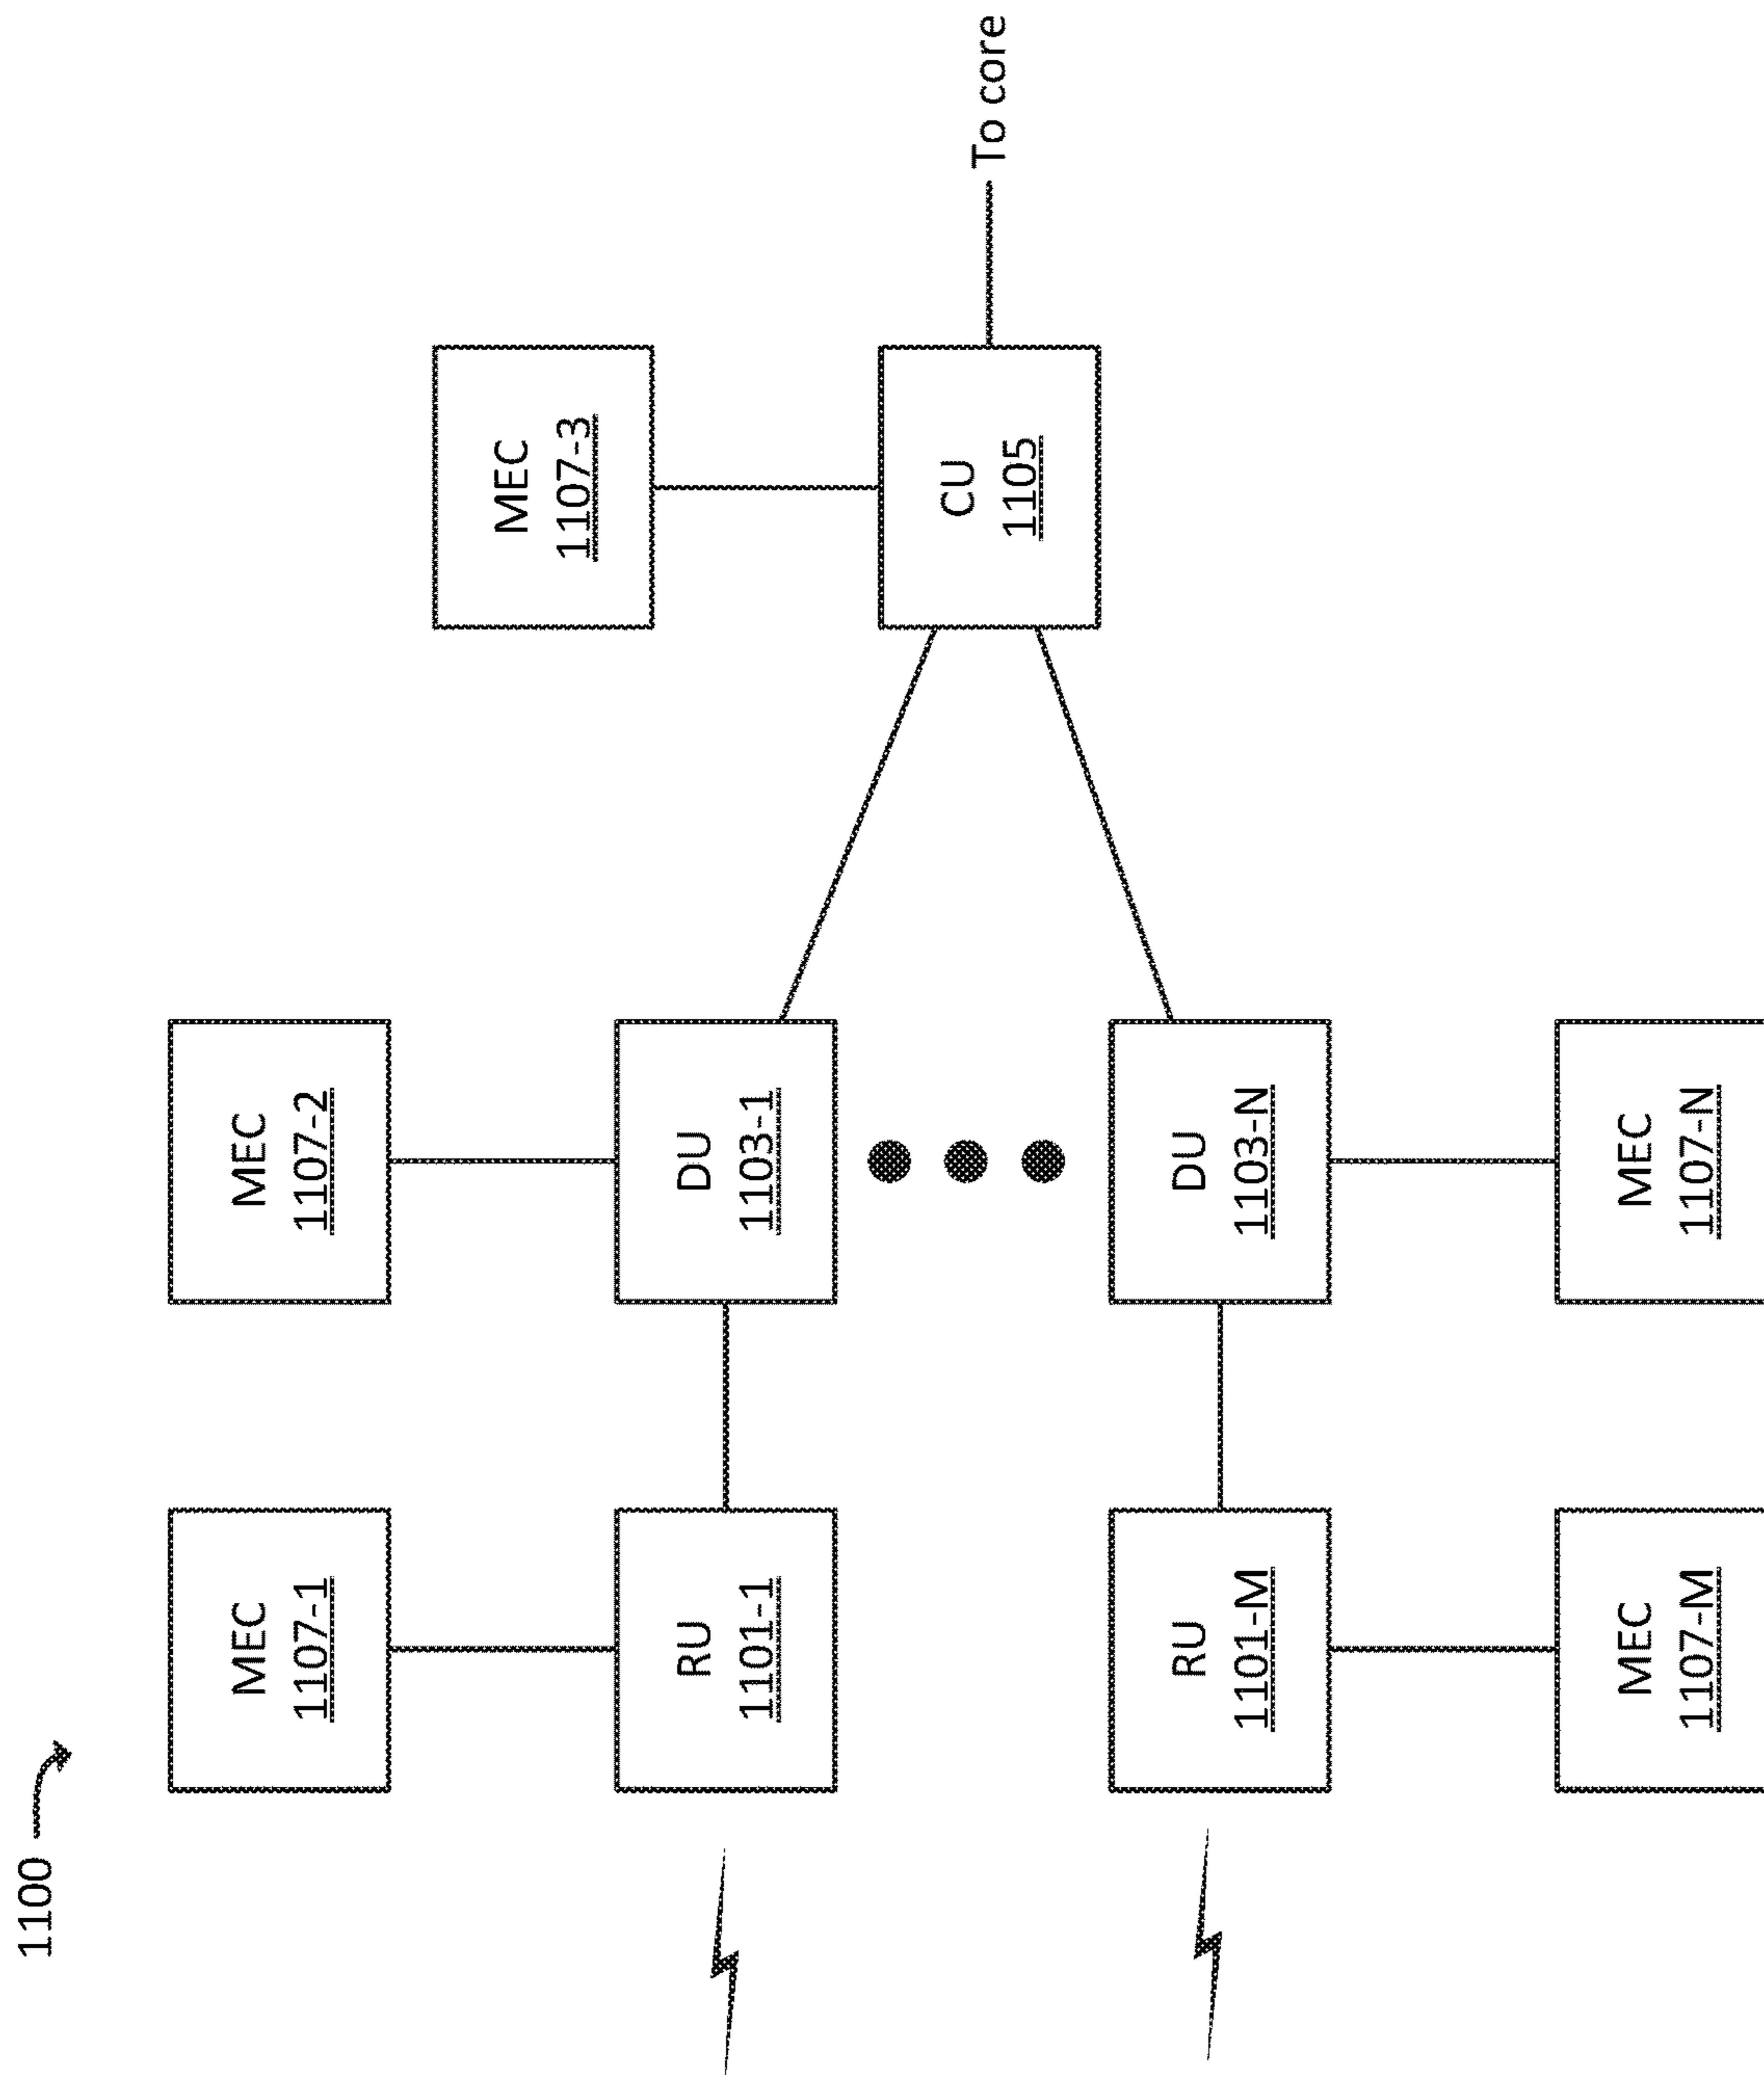 1100
MEC
1107-1
MEC
1107-2
MEC
1107-3
RU
1101-1
DU
1103-1
CU
1105
To core
RU
1101-M
DU
1103-N
MEC
1107-M
MEC
1107-N